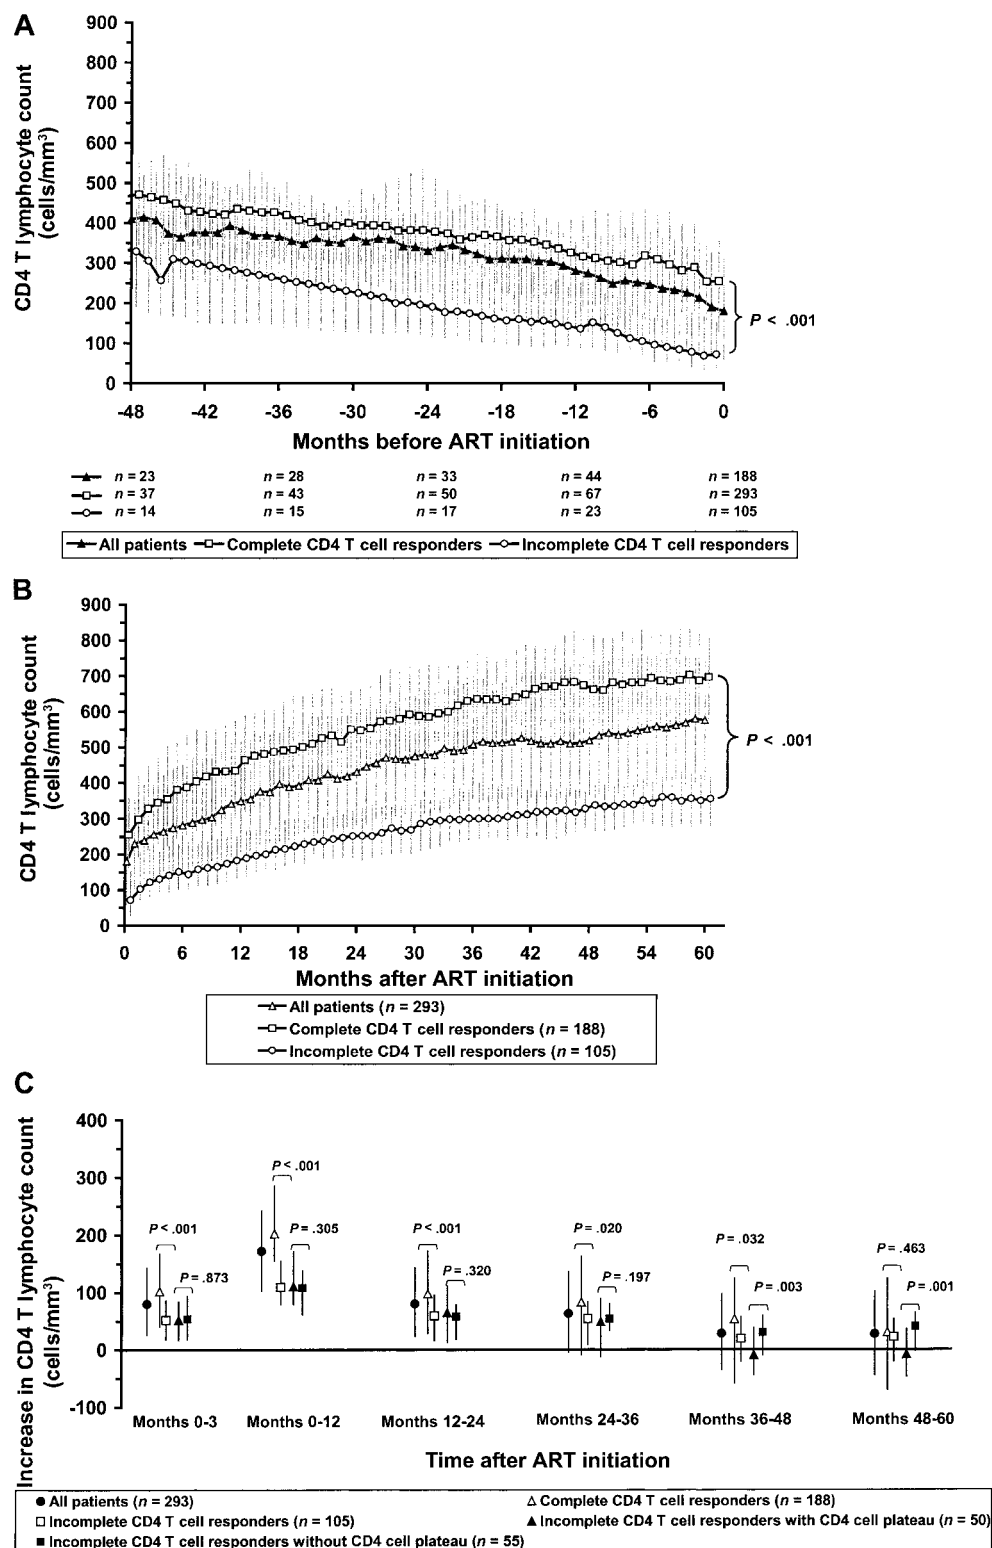 A
900
800
700
600
500
400
300
200
100
0
CD4 T lymphocyte count
(cells/mm³)
P < .001
-48 -42 -36 -30 -24 -18 -12 -6 0
Months before ART initiation
n = 23 n = 28 n = 33 n = 44 n = 188
n = 37 n = 43 n = 50 n = 67 n = 293
n = 14 n = 15 n = 17 n = 23 n = 105
All patients Complete CD4 T cell responders Incomplete CD4 T cell responders
B
900
800
700
600
500
400
300
200
100
0
CD4 T lymphocyte count
(cells/mm³)
P < .001
0 6 12 18 24 30 36 42 48 54 60
Months after ART initiation
All patients (n = 293)
Complete CD4 T cell responders (n = 188)
Incomplete CD4 T cell responders (n = 105)
C
400
300
200
100
0
-100
Increase in CD4 T lymphocyte count
(cells/mm³)
P < .001 P = .873
P < .001 P = .305
P < .001 P = .320
P = .020 P = .197
P = .032 P = .003
P = .463 P = .001
Months 0-3 Months 0-12 Months 12-24 Months 24-36 Months 36-48 Months 48-60
Time after ART initiation
All patients (n = 293) Complete CD4 T cell responders (n = 188)
Incomplete CD4 T cell responders (n = 105) Incomplete CD4 T cell responders with CD4 cell plateau (n = 50)
Incomplete CD4 T cell responders without CD4 cell plateau (n = 55)